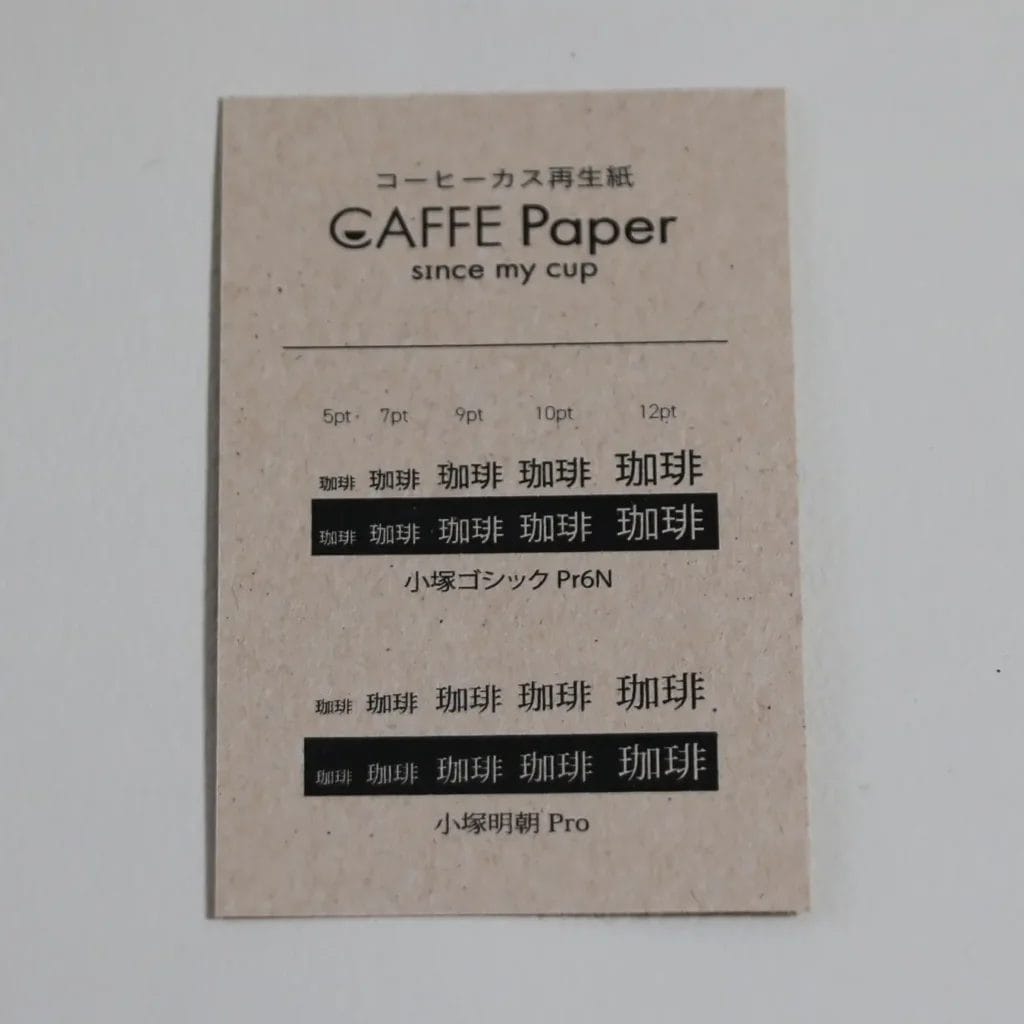 コーヒーカス再生紙
CAFFE Paper
since my cup
5pt 7pt 9pt 10pt 12pt
珈琲 珈琲 珈琲 珈琲 珈琲
珈琲 珈琲 珈琲 珈琲 珈琲
小塚ゴシック Pr6N
珈琲 珈琲 珈琲 珈琲 珈琲
珈琲 珈琲 珈琲 珈琲 珈琲
小塚明朝 Pro